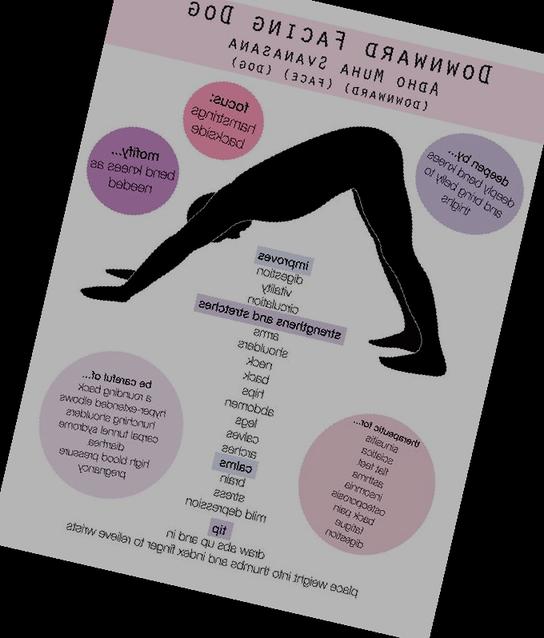 DOWNWARD FACING DOG
ADHO MUHA SVANASANA
(DOWNWARD) (FACE) (DOG)
focus:
hamstrings
backside
mofify...
bend knees as
needed
deepen by...
deeply bend knees
and bring belly to
thighs
improves
digestion
vitality
circulation
strengthens and stretches
arms
shoulders
neck
back
hips
abdomen
legs
calves
arches
calms
brain
stress
mild depression
tip
draw abs up and in
place weight into thumbs and index finger to relieve wrists
be careful of...
a rounding back
hyper-extended elbows
hunching shoulders
carpal tunnel syndrome
diarrhea
high blood pressure
pregnancy
therapeutic for...
sinusitis
sciatica
flat feet
asthma
insomnia
osteoporosis
back pain
fatigue
digestion